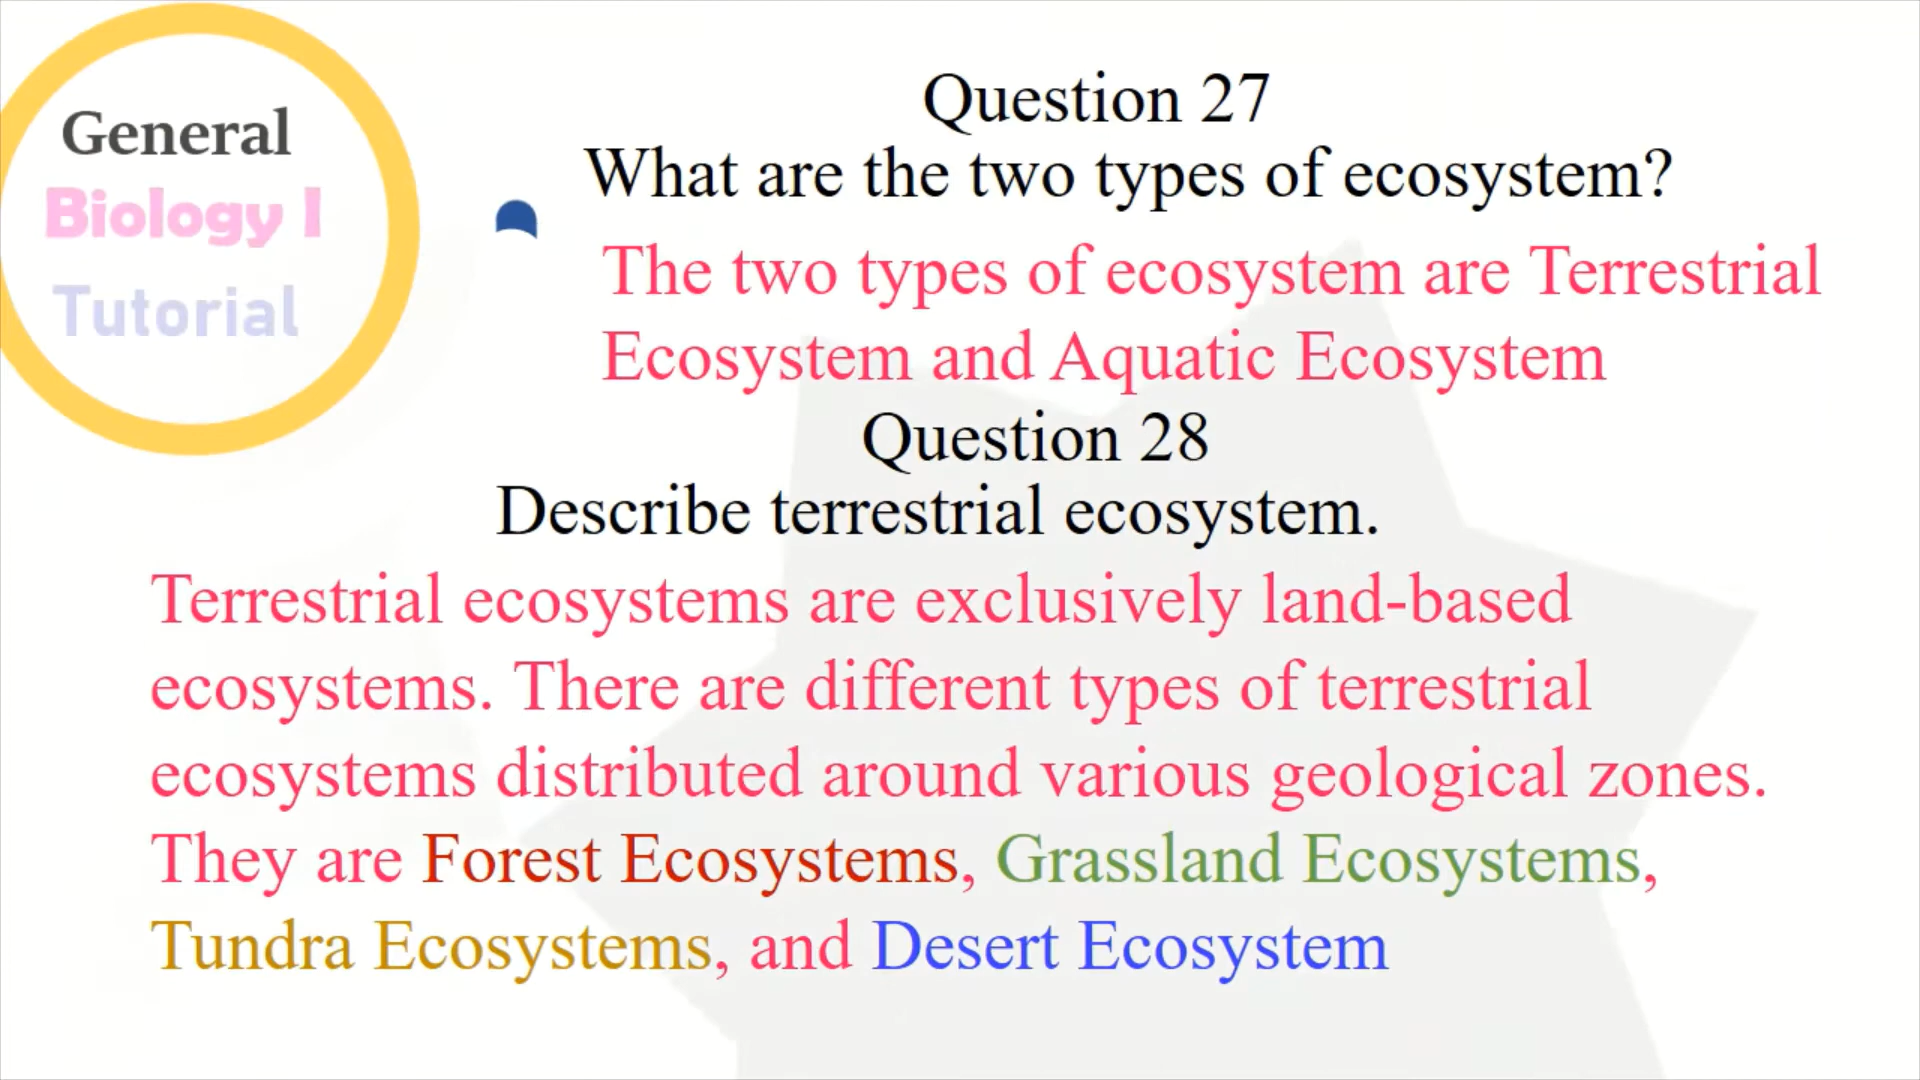 General
Biology I
Tutorial
Question 27
What are the two types of ecosystem?
The two types of ecosystem are Terrestrial
Ecosystem and Aquatic Ecosystem
Question 28
Describe terrestrial ecosystem.
Terrestrial ecosystems are exclusively land-based
ecosystems. There are different types of terrestrial
ecosystems distributed around various geological zones.
They are Forest Ecosystems, Grassland Ecosystems,
Tundra Ecosystems, and Desert Ecosystem